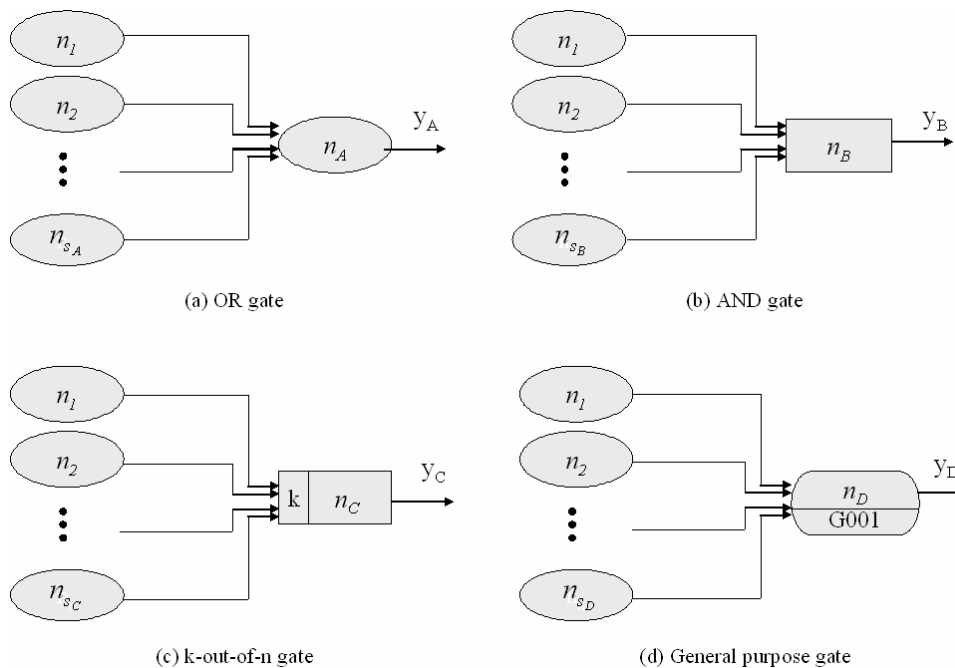 n1
n2
nsA
nA
yA
(a) OR gate
n1
n2
nsB
nB
yB
(b) AND gate
n1
n2
nsC
k
nC
yC
(c) k-out-of-n gate
n1
n2
nsD
nD
G001
yD
(d) General purpose gate